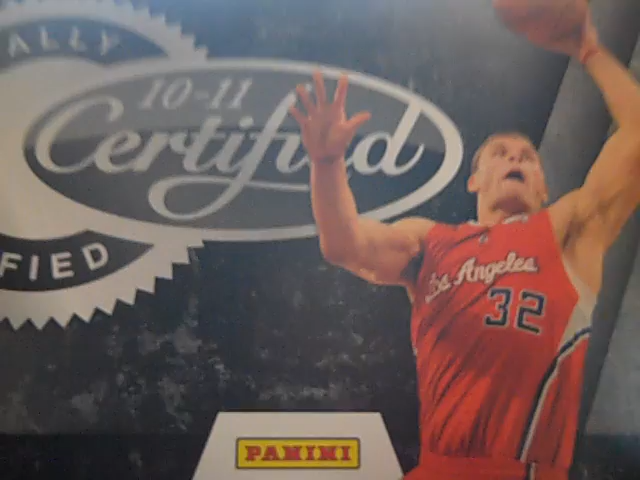 ALLY
10-11
Certified
FIED
Los Angeles
32
PANINI